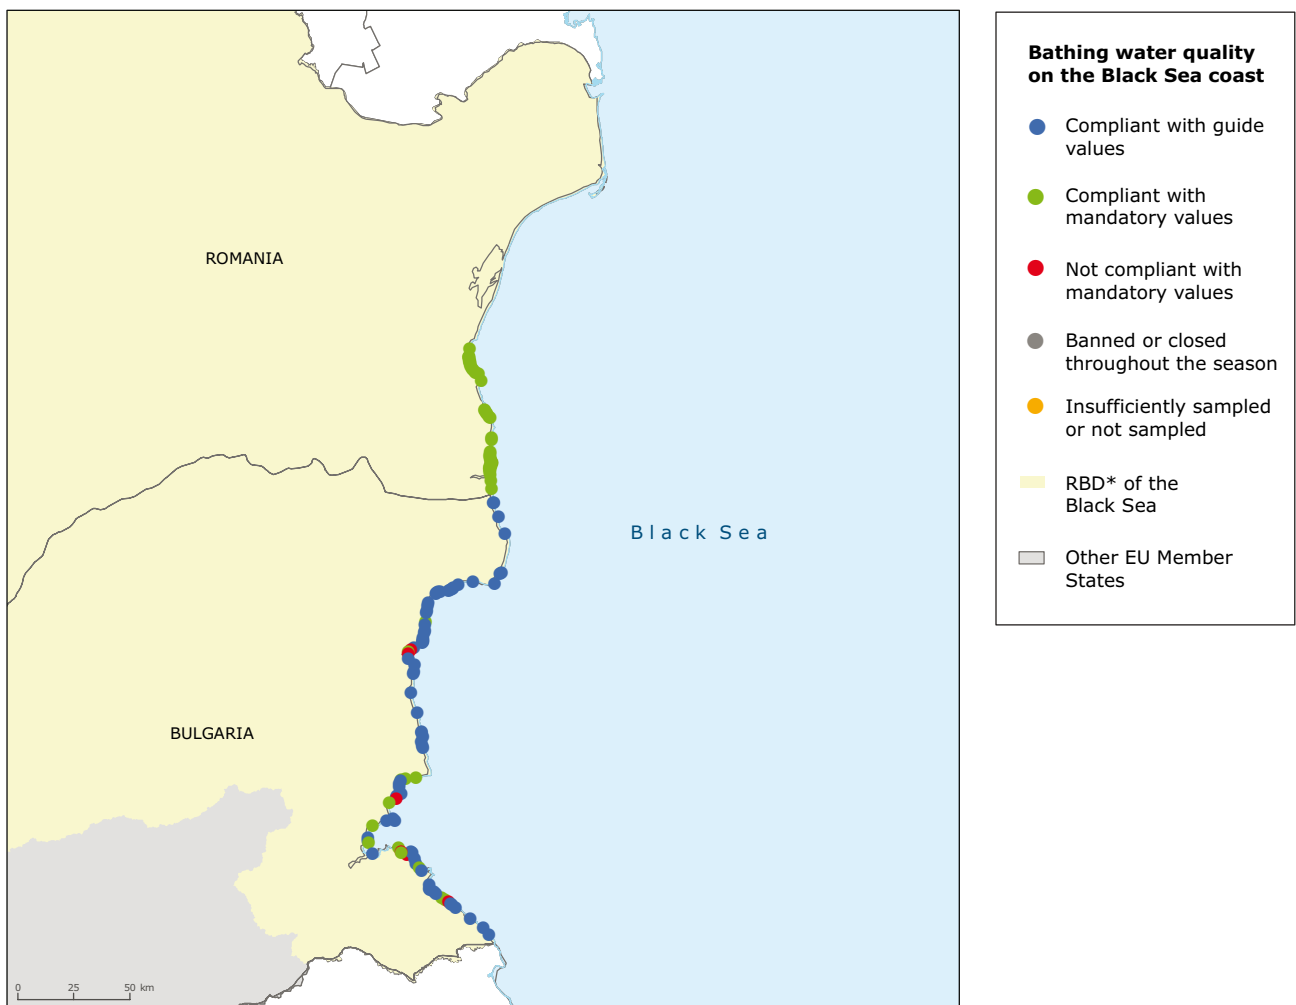 ROMANIA
BULGARIA
Black Sea
0 25 50 km
Bathing water quality
on the Black Sea coast
Compliant with guide
values
Compliant with
mandatory values
Not compliant with
mandatory values
Banned or closed
throughout the season
Insufficiently sampled
or not sampled
RBD* of the
Black Sea
Other EU Member
States